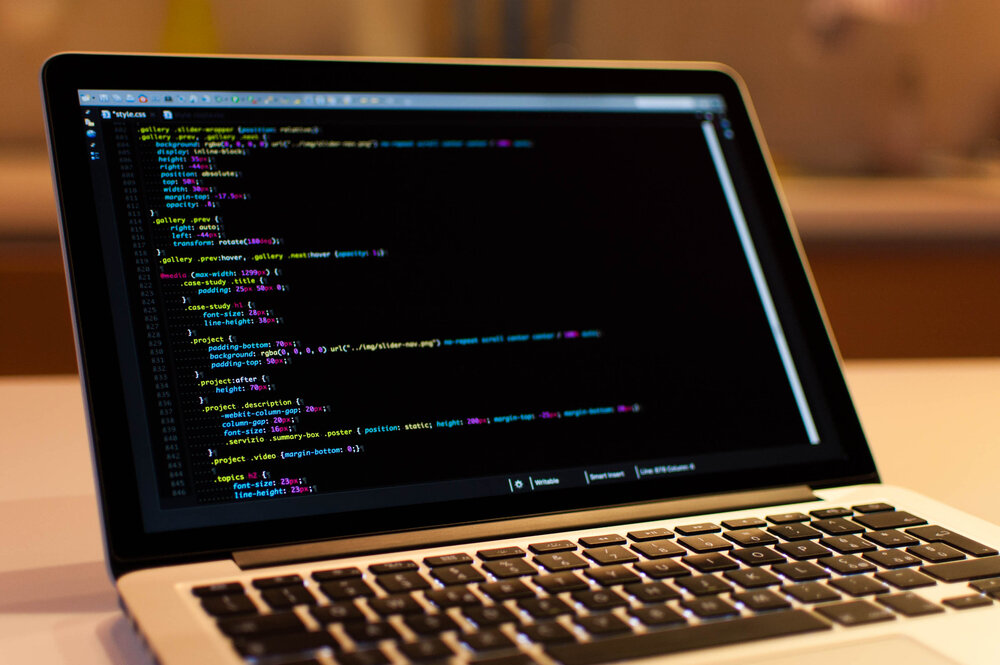 *style.css
602 .gallery .slider-wrapper {position: relative;}
.gallery .prev, .gallery .next {
background: rgba(0, 0, 0, 0) url("../img/slider-nav.png") no-repeat scroll center center / 100% auto;
display: inline-block;
height: 35px;
right: -44px;
position: absolute;
top: 50%;
width: 30px;
margin-top: -17.5px;
opacity: .8;
}
.gallery .prev {
right: auto;
left: -44px;
transform: rotate(180deg);
}
.gallery .prev:hover, .gallery .next:hover {opacity: 1;}
@media (max-width: 1299px) {
.case-study .title {
padding: 25px 50px 0;
}
.case-study h1 {
font-size: 28px;
line-height: 38px;
}
.project {
padding-bottom: 70px;
background: rgba(0, 0, 0, 0) url("../img/slider-nav.png") no-repeat scroll center center / 100% auto;
padding-top: 50px;
}
.project:after {
height: 70px;
}
.project .description {
-webkit-column-gap: 20px;
column-gap: 20px;
font-size: 16px;
.servizio .summary-box .poster { position: static; height: 200px; margin-top: -25px; margin-bottom: 30px;}
}
.project .video {margin-bottom: 0;}
.topics h2 {
font-size: 23px;
line-height: 23px;
Writable Smart Insert